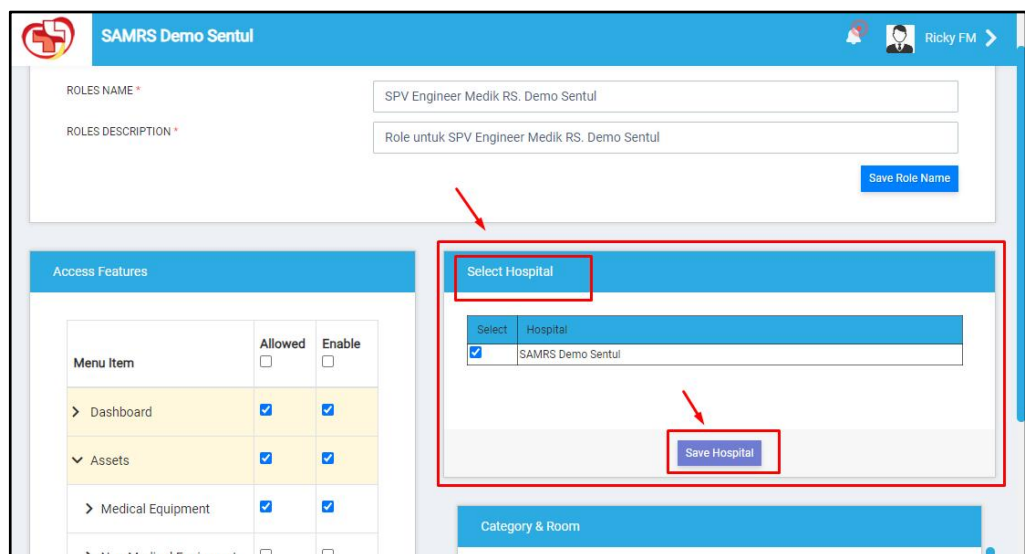 SAMRS Demo Sentul
Ricky FM
ROLES NAME *
SPV Engineer Medik RS. Demo Sentul
ROLES DESCRIPTION *
Role untuk SPV Engineer Medik RS. Demo Sentul
Save Role Name
Access Features
Menu Item Allowed Enable
Dashboard
Assets
Medical Equipment
Select Hospital
Select Hospital
SAMRS Demo Sentul
Save Hospital
Category & Room